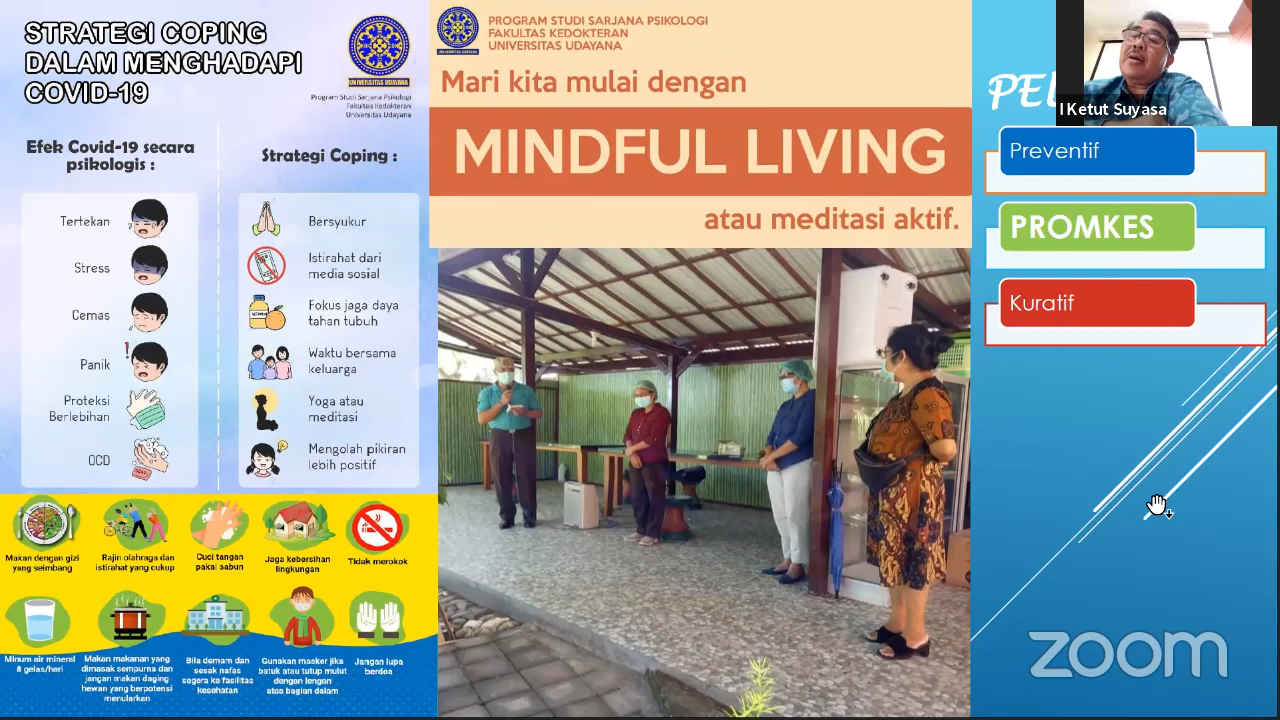 STRATEGI COPING
DALAM MENGHADAPI
COVID-19
UNIVERSITAS UDAYANA
Program Studi Sarjana Psikologi
Fakultas Kedokteran
Universitas Udayana
Efek Covid-19 secara
psikologis :
Tertekan
Stress
Cemas
Panik
Proteksi
Berlebihan
OCD
Strategi Coping :
Bersyukur
Istirahat dari
media sosial
Fokus jaga daya
tahan tubuh
Waktu bersama
keluarga
Yoga atau
meditasi
Mengolah pikiran
lebih positif
Makan dengan gizi
yang seimbang
Rajin olahraga dan
istirahat yang cukup
Cuci tangan
pakai sabun
Jaga kebersihan
lingkungan
Tidak merokok
Minum air mineral
8 gelas/hari
Makan makanan yang
dimasak sempurna dan
jangan makan daging
hewan yang berpotensi
menularkan
Bila demam dan
sesak nafas
segera ke fasilitas
kesehatan
Gunakan masker jika
batuk atau tutup mulut
dengan lengan
atas bagian dalam
Jangan lupa
berdoa
PROGRAM STUDI SARJANA PSIKOLOGI
FAKULTAS KEDOKTERAN
UNIVERSITAS UDAYANA
Mari kita mulai dengan
MINDFUL LIVING
atau meditasi aktif.
I Ketut Suyasa
Preventif
PROMKES
Kuratif
zoom